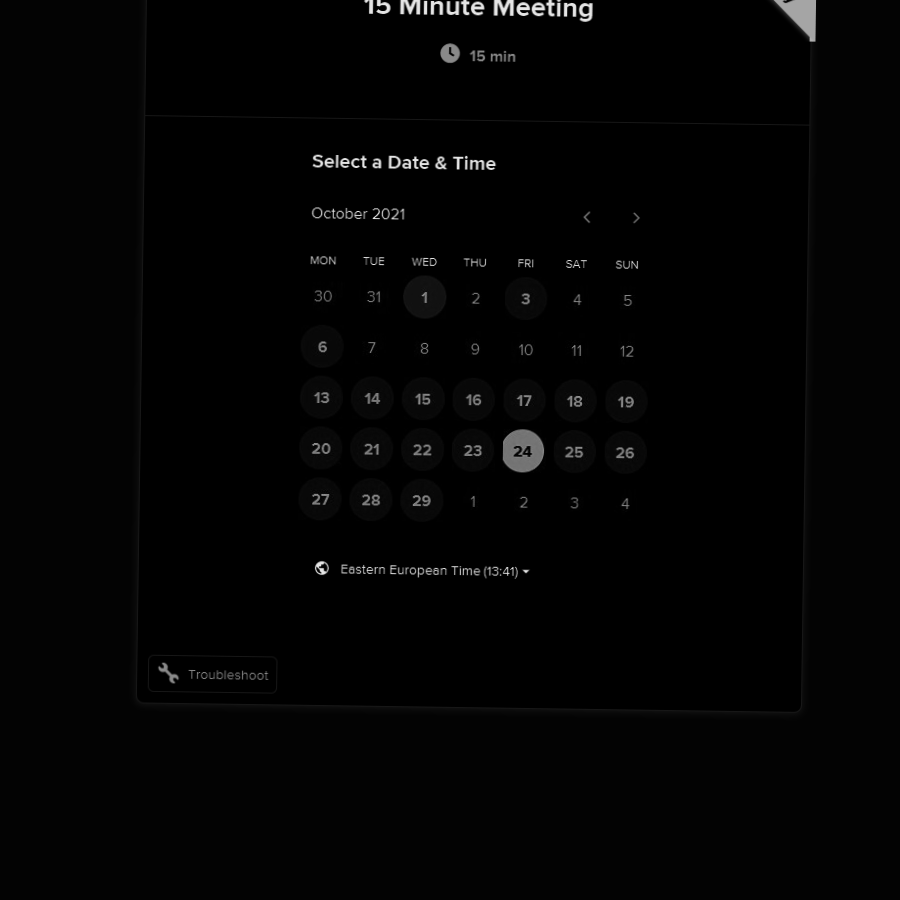 15 Minute Meeting
15 min
Select a Date & Time
October 2021
MON TUE WED THU FRI SAT SUN
30 31 1 2 3 4 5
6 7 8 9 10 11 12
13 14 15 16 17 18 19
20 21 22 23 24 25 26
27 28 29 1 2 3 4
Eastern European Time (13:41)
Troubleshoot